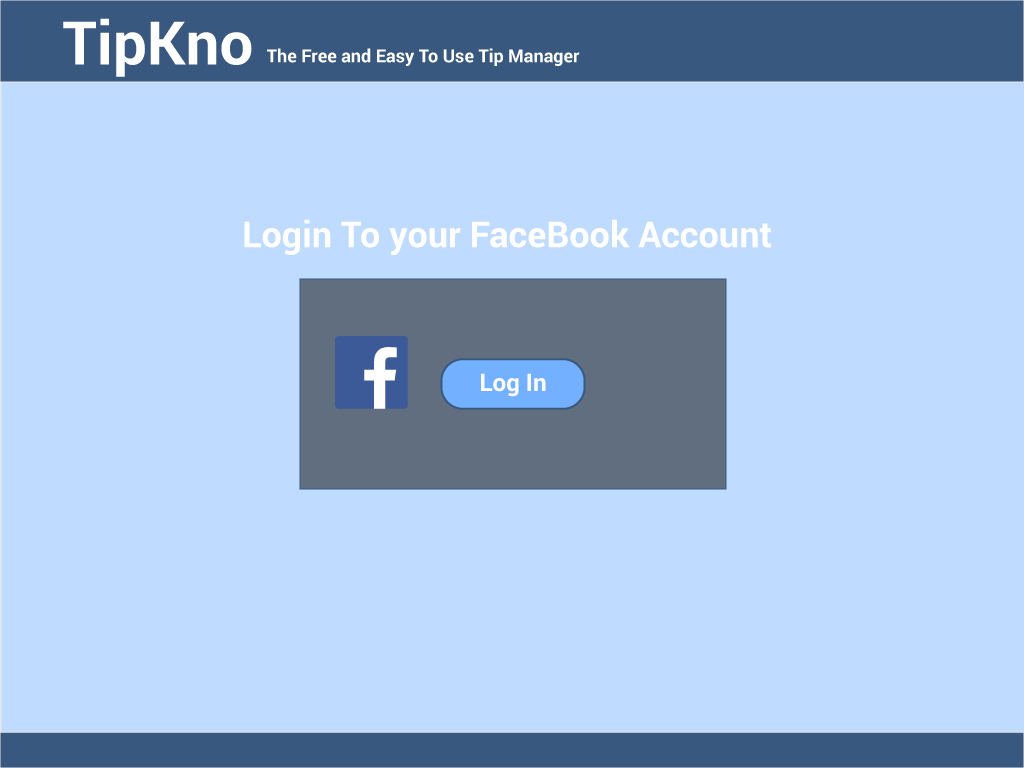 TipKno The Free and Easy To Use Tip Manager
Login To your FaceBook Account
f
Log In